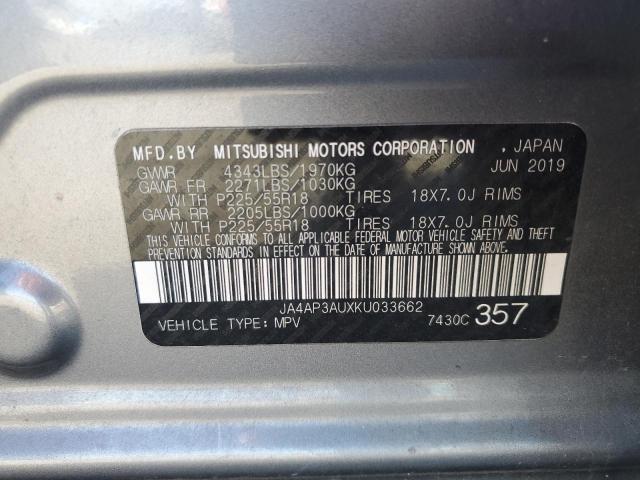 MFD.BY MITSUBISHI MOTORS CORPORATION . JAPAN
GVWR 4343LBS/1970KG JUN 2019
GAWR FR 2271LBS/1030KG
WITH P225/55R18 TIRES 18X7.0J RIMS
GAWR RR 2205LBS/1000KG
WITH P225/55R18 TIRES 18X7.0J RIMS
THIS VEHICLE CONFORMS TO ALL APPLICABLE FEDERAL MOTOR VEHICLE SAFETY AND THEFT
PREVENTION STANDARDS IN EFFECT ON THE DATE OF MANUFACTURE SHOWN ABOVE.
JA4AP3AUXKU033662
VEHICLE TYPE: MPV 7430C 357